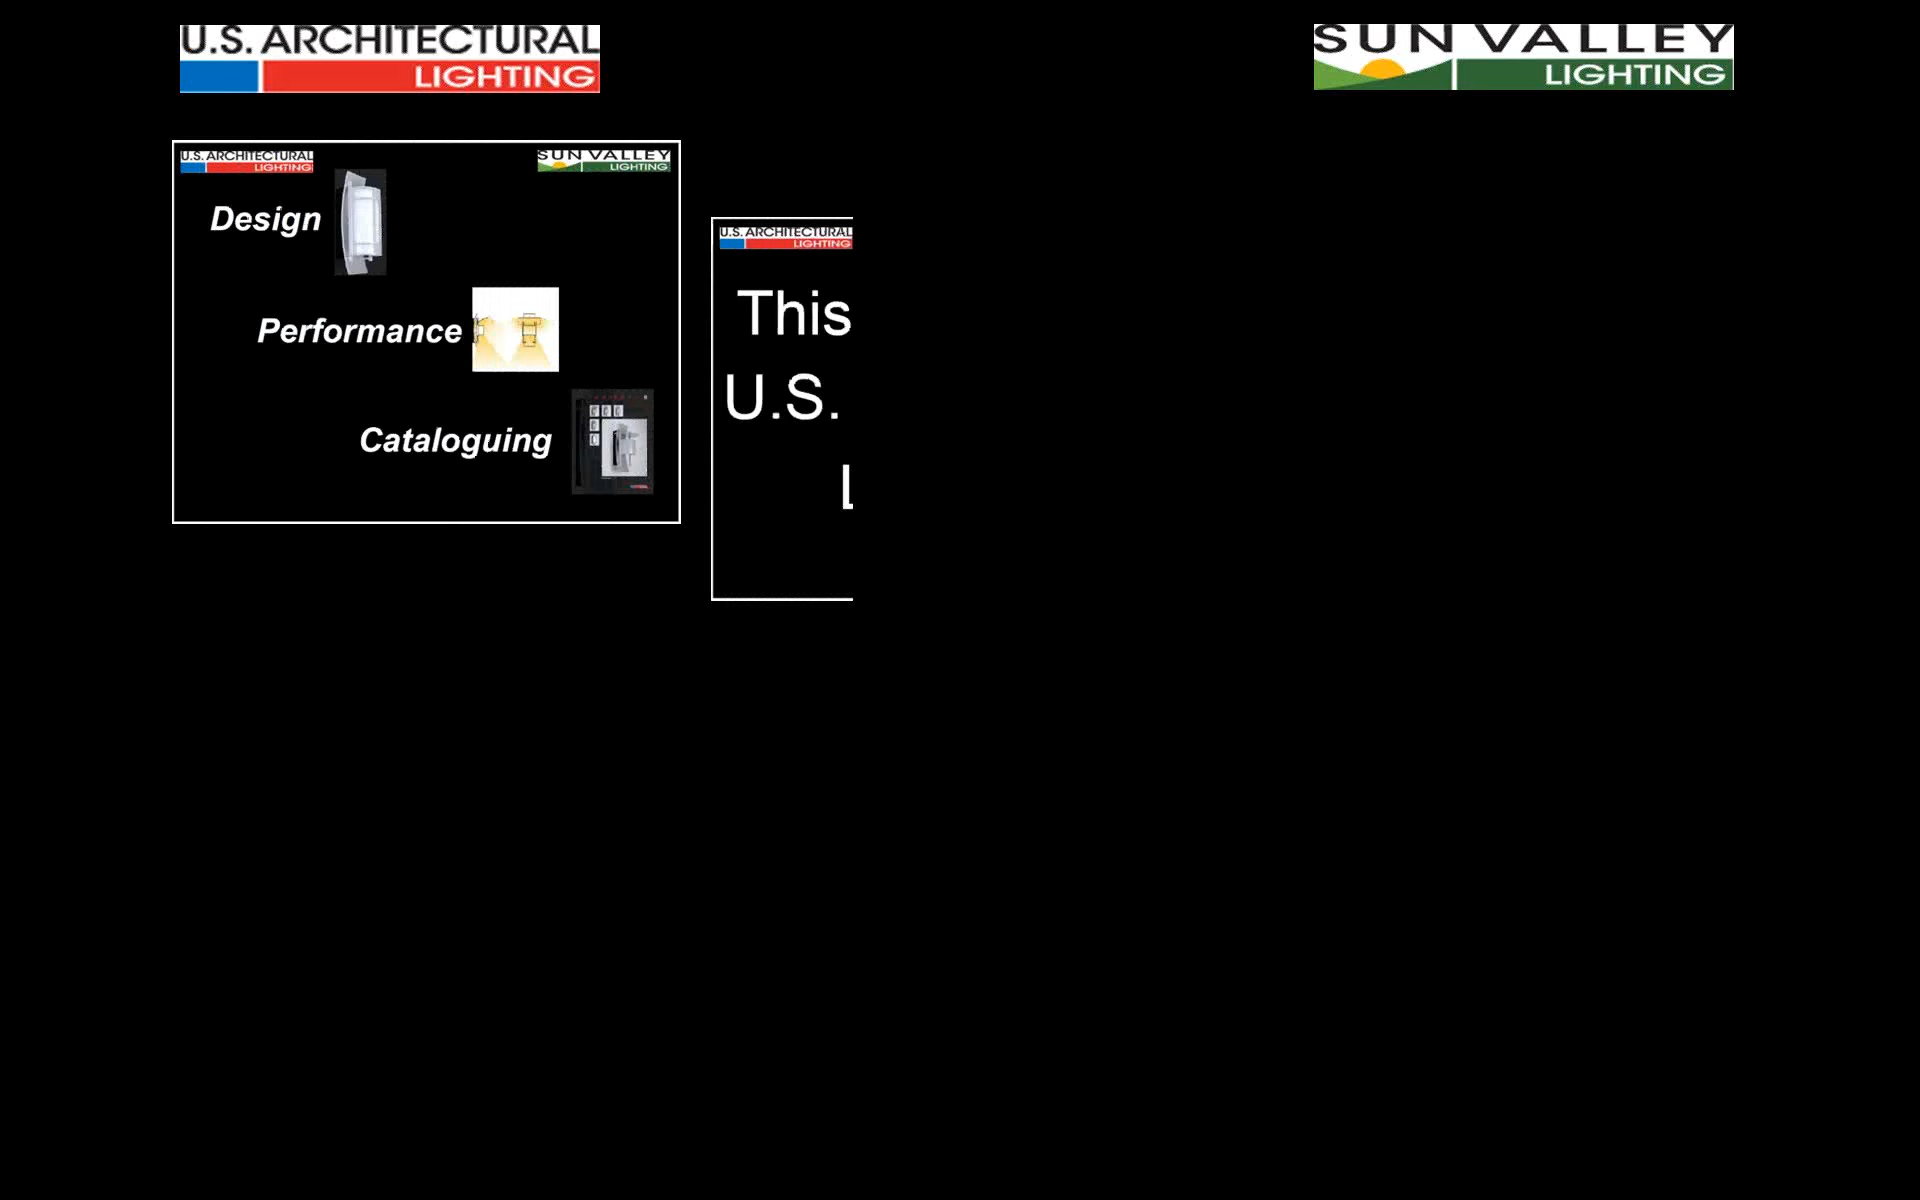 U.S. ARCHITECTURAL
LIGHTING
SUN VALLEY
LIGHTING
U.S. ARCHITECTURAL
LIGHTING
SUN VALLEY
LIGHTING
Design
Performance
Cataloguing
U.S. ARCHITECTURAL
LIGHTING
This
U.S.